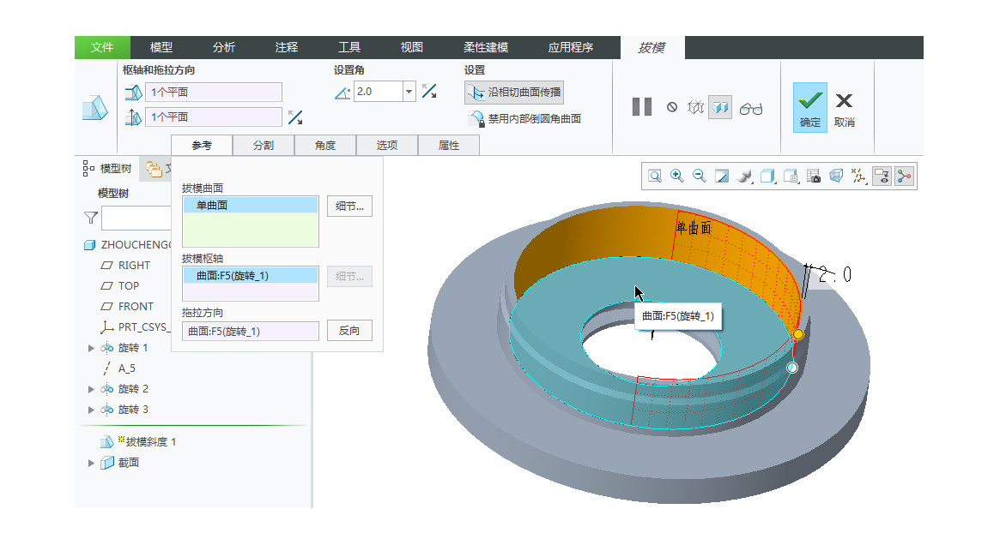 文件 模型 分析 注释 工具 视图 柔性建模 应用程序 拔模
枢轴和拖拉方向 设置角 设置
1个平面 2.0 沿相切曲面传播
1个平面 禁用内部倒圆角曲面
确定 取消
参考 分割 角度 选项 属性
模型树
模型树
拔模曲面
单曲面 细节...
拔模枢轴
曲面:F5(旋转_1) 细节...
拖拉方向
曲面:F5(旋转_1) 反向
ZHOUCHENGG
RIGHT
TOP
FRONT
PRT_CSYS_
旋转 1
A_5
旋转 2
旋转 3
拔模斜度 1
截面
单曲面
2.0
曲面:F5(旋转_1)